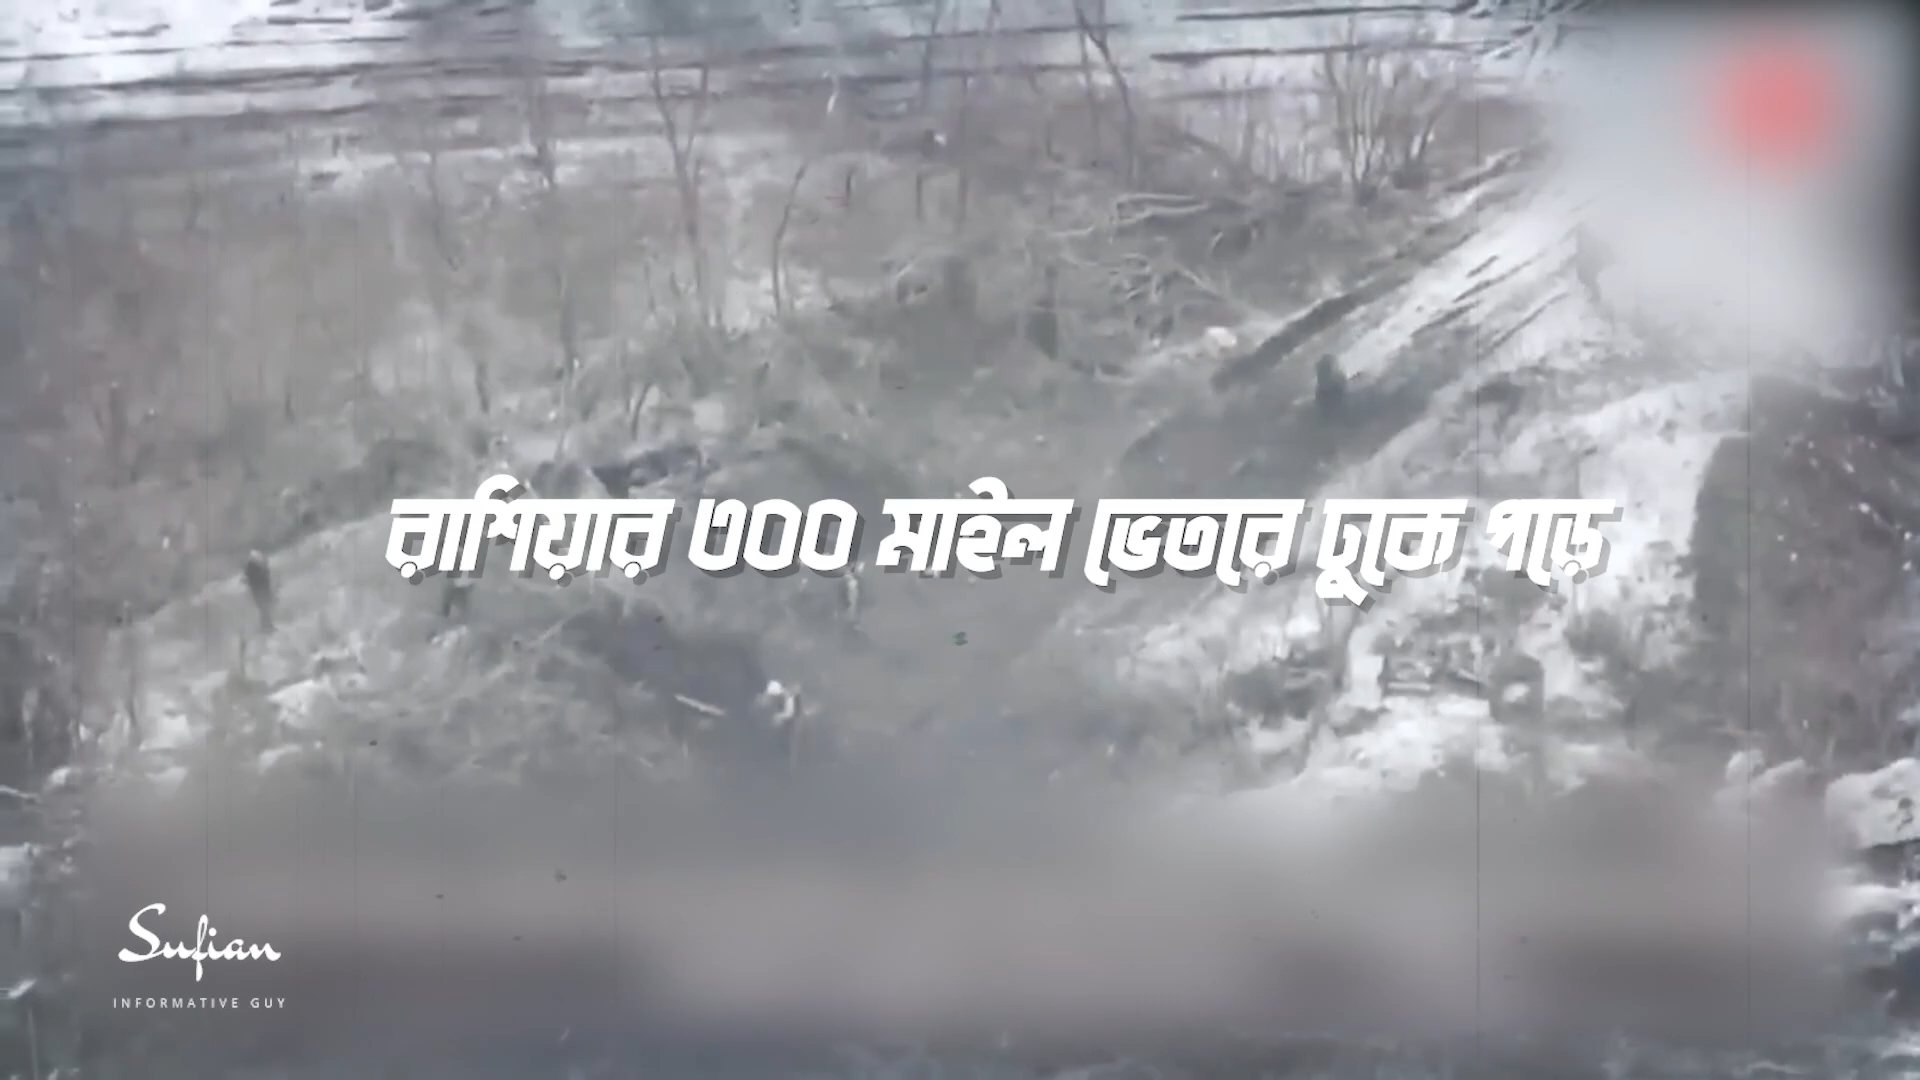 রাশিয়ার ৩০০ মাইল ভেতরে ঢুকে পড়ে
Sufian
INFORMATIVE GUY